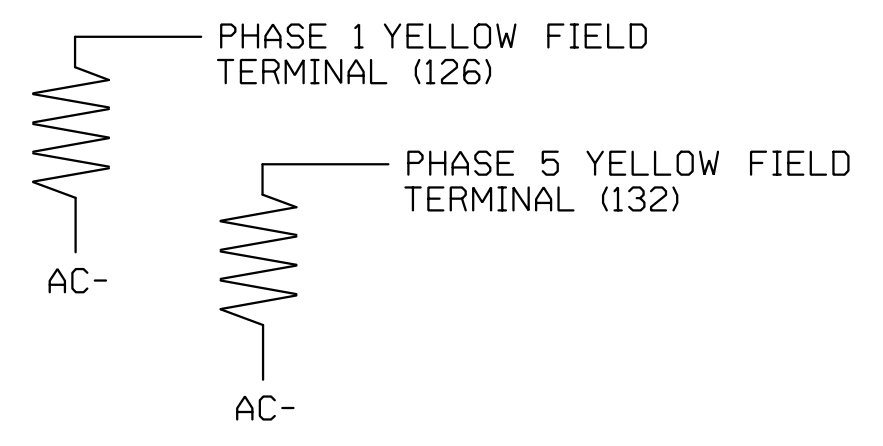 PHASE 1 YELLOW FIELD
TERMINAL (126)
PHASE 5 YELLOW FIELD
TERMINAL (132)
AC-
AC-